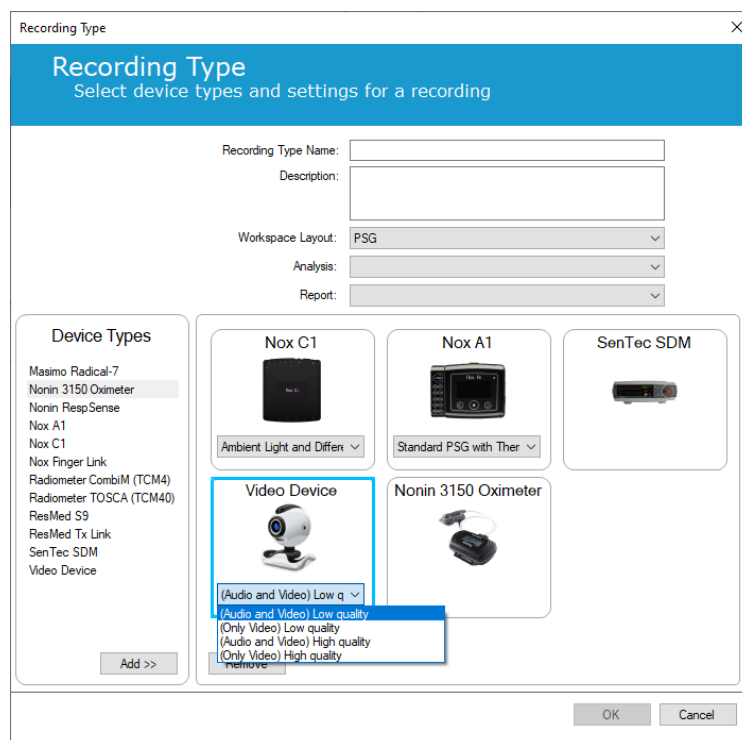 Recording Type
Recording Type
Select device types and settings for a recording
Recording Type Name:
Description:
Workspace Layout: PSG
Analysis:
Report:
Device Types
Masimo Radical-7
Nonin 3150 Oximeter
Nonin RespSense
Nox A1
Nox C1
Nox Finger Link
Radiometer CombiM (TCM4)
Radiometer TOSCA (TCM40)
ResMed S9
ResMed Tx Link
SenTec SDM
Video Device
Add >>
Nox C1
Ambient Light and Differe
Nox A1
Standard PSG with Ther
SenTec SDM
Video Device
(Audio and Video) Low q
(Audio and Video) Low quality
(Only Video) Low quality
(Audio and Video) High quality
(Only Video) High quality
Nonin 3150 Oximeter
Remove
OK Cancel